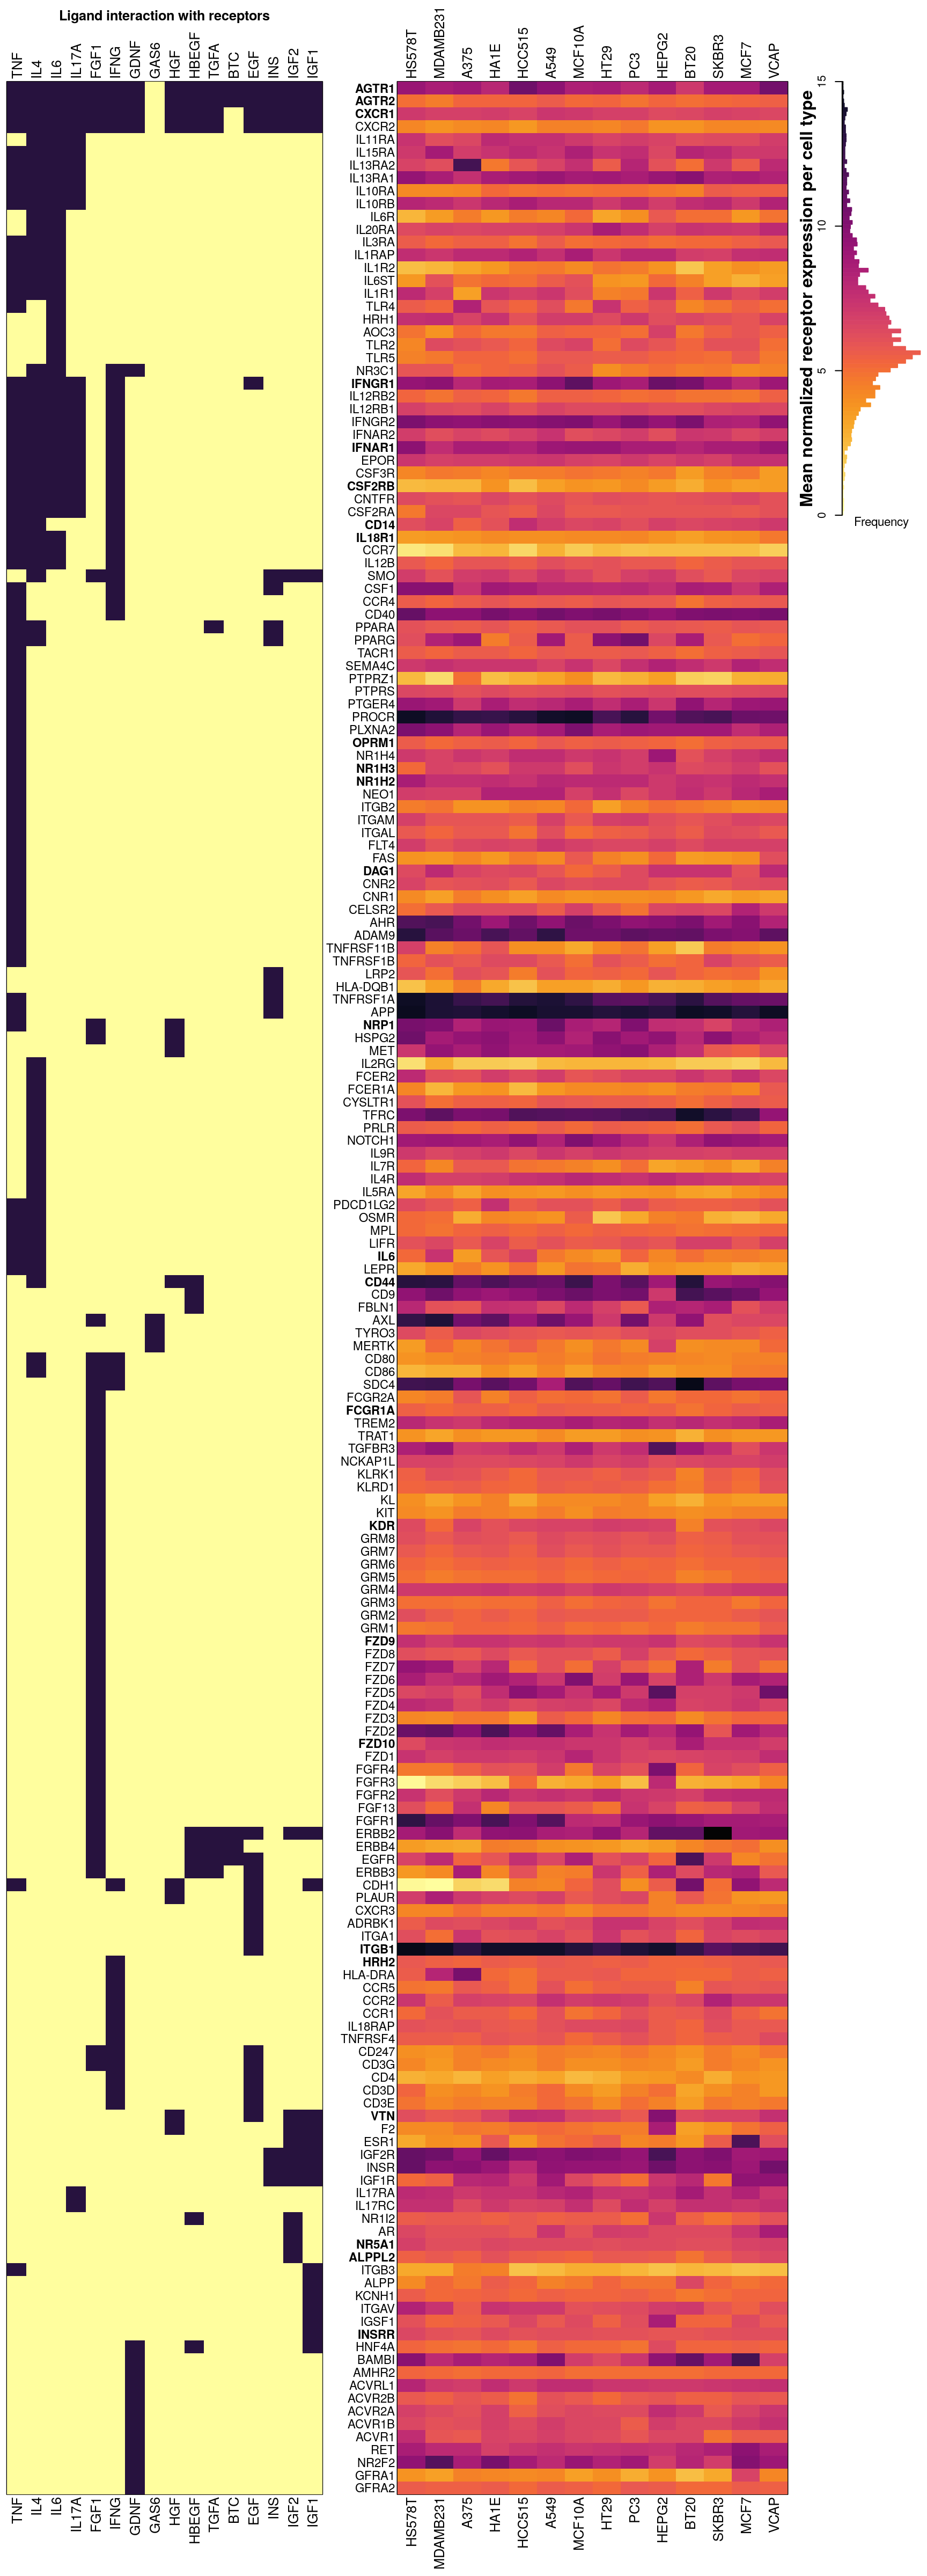 Ligand interaction with receptors
TNF
IL4
IL6
IL17A
FGF1
IFNG
GDNF
GAS6
HGF
HBEGF
TGFA
BTC
EGF
INS
IGF2
IGF1
HS578T
MDAMB231
A375
HA1E
HCC515
A549
MCF10A
HT29
PC3
HEPG2
BT20
SKBR3
MCF7
VCAP
AGTR1
AGTR2
CXCR1
CXCR2
IL11RA
IL15RA
IL13RA2
IL13RA1
IL10RA
IL10RB
IL6R
IL20RA
IL3RA
IL1RAP
IL1R2
IL6ST
IL1R1
TLR4
HRH1
AOC3
TLR2
TLR5
NR3C1
IFNGR1
IL12RB2
IL12RB1
IFNGR2
IFNAR2
IFNAR1
EPOR
CSF3R
CSF2RB
CNTFR
CSF2RA
CD14
IL18R1
CCR7
IL12B
SMO
CSF1
CCR4
CD40
PPARA
PPARG
TACR1
SEMA4C
PTPRZ1
PTPRS
PTGER4
PROCR
PLXNA2
OPRM1
NR1H4
NR1H3
NR1H2
NEO1
ITGB2
ITGAM
ITGAL
FLT4
FAS
DAG1
CNR2
CNR1
CELSR2
AHR
ADAM9
TNFRSF11B
TNFRSF1B
LRP2
HLA-DQB1
TNFRSF1A
APP
NRP1
HSPG2
MET
IL2RG
FCER2
FCER1A
CYSLTR1
TFRC
PRLR
NOTCH1
IL9R
IL7R
IL4R
IL5RA
PDCD1LG2
OSMR
MPL
LIFR
IL6
LEPR
CD44
CD9
FBLN1
AXL
TYRO3
MERTK
CD80
CD86
SDC4
FCGR2A
FCGR1A
TREM2
TRAT1
TGFBR3
NCKAP1L
KLRK1
KLRD1
KL
KIT
KDR
GRM8
GRM7
GRM6
GRM5
GRM4
GRM3
GRM2
GRM1
FZD9
FZD8
FZD7
FZD6
FZD5
FZD4
FZD3
FZD2
FZD10
FZD1
FGFR4
FGFR3
FGFR2
FGF13
FGFR1
ERBB2
ERBB4
EGFR
ERBB3
CDH1
PLAUR
CXCR3
ADRBK1
ITGA1
ITGB1
HRH2
HLA-DRA
CCR5
CCR2
CCR1
IL18RAP
TNFRSF4
CD247
CD3G
CD4
CD3D
CD3E
VTN
F2
ESR1
IGF2R
INSR
IGF1R
IL17RA
IL17RC
NR1I2
AR
NR5A1
ALPPL2
ITGB3
ALPP
KCNH1
ITGAV
IGSF1
INSRR
HNF4A
BAMBI
AMHR2
ACVRL1
ACVR2B
ACVR2A
ACVR1B
ACVR1
RET
NR2F2
GFRA1
GFRA2
Mean normalized receptor expression per cell type
15
10
5
0
Frequency
TNF
IL4
IL6
IL17A
FGF1
IFNG
GDNF
GAS6
HGF
HBEGF
TGFA
BTC
EGF
INS
IGF2
IGF1
HS578T
MDAMB231
A375
HA1E
HCC515
A549
MCF10A
HT29
PC3
HEPG2
BT20
SKBR3
MCF7
VCAP